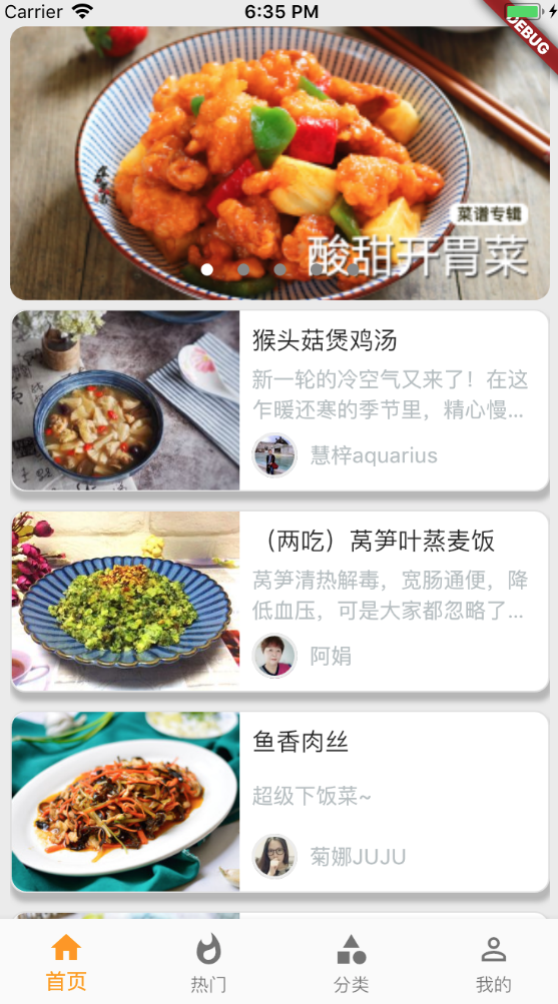 Carrier
6:35 PM
DEBUG
菜谱专辑
酸甜开胃菜
猴头菇煲鸡汤
新一轮的冷空气又来了！在这
乍暖还寒的季节里，精心慢...
慧梓aquarius
（两吃）莴笋叶蒸麦饭
莴笋清热解毒，宽肠通便，降
低血压，可是大家都忽略了...
阿娟
鱼香肉丝
超级下饭菜~
菊娜JUJU
首页
热门
分类
我的